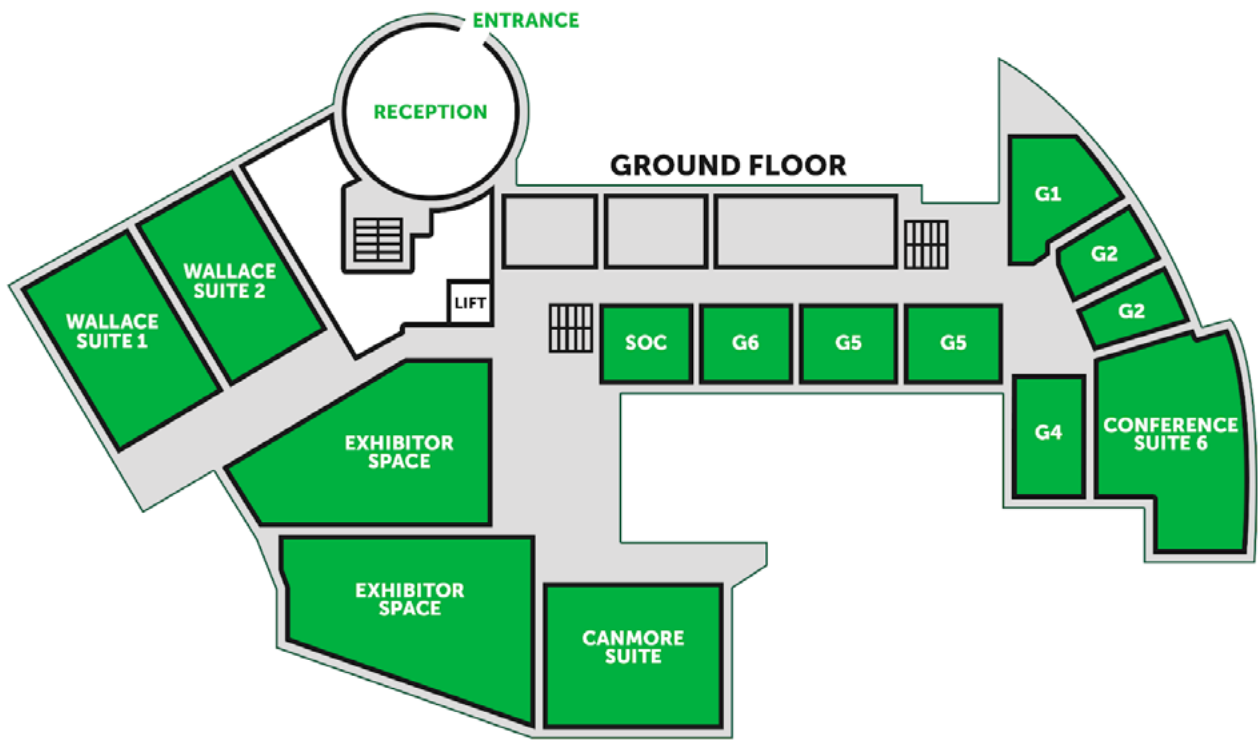 ENTRANCE
RECEPTION
GROUND FLOOR
G1
G2
G2
WALLACE
SUITE 2
WALLACE
SUITE 1
LIFT
SOC
G6
G5
G5
G4
CONFERENCE
SUITE 6
EXHIBITOR
SPACE
EXHIBITOR
SPACE
CANMORE
SUITE